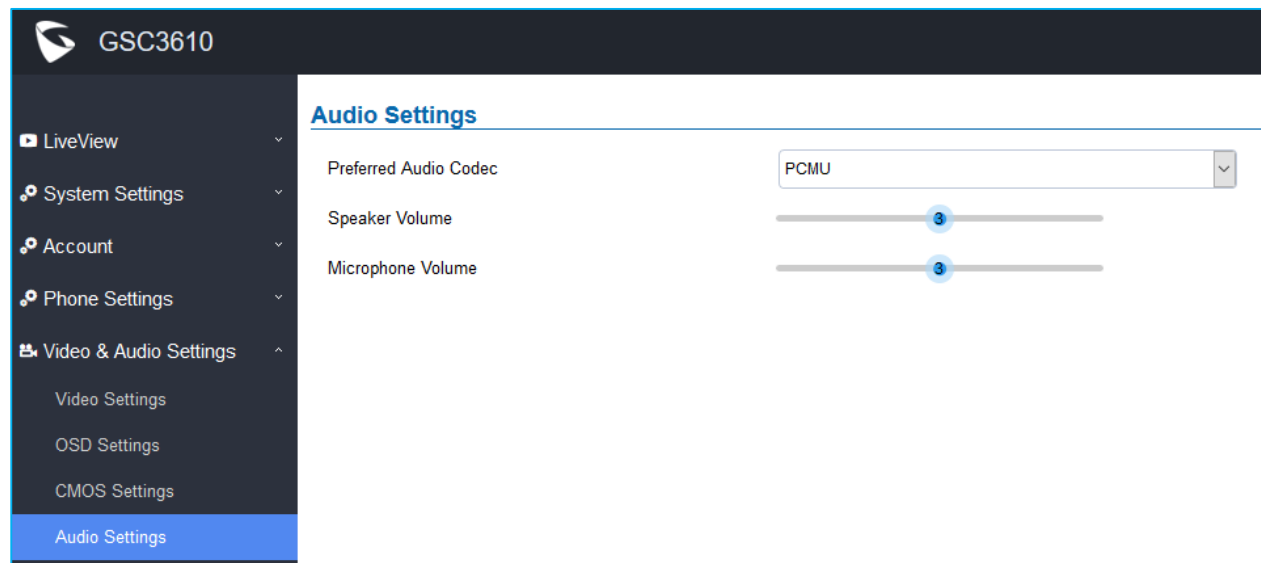 GSC3610
LiveView
System Settings
Account
Phone Settings
Video & Audio Settings
Video Settings
OSD Settings
CMOS Settings
Audio Settings
Audio Settings
Preferred Audio Codec PCMU
Speaker Volume 3
Microphone Volume 3